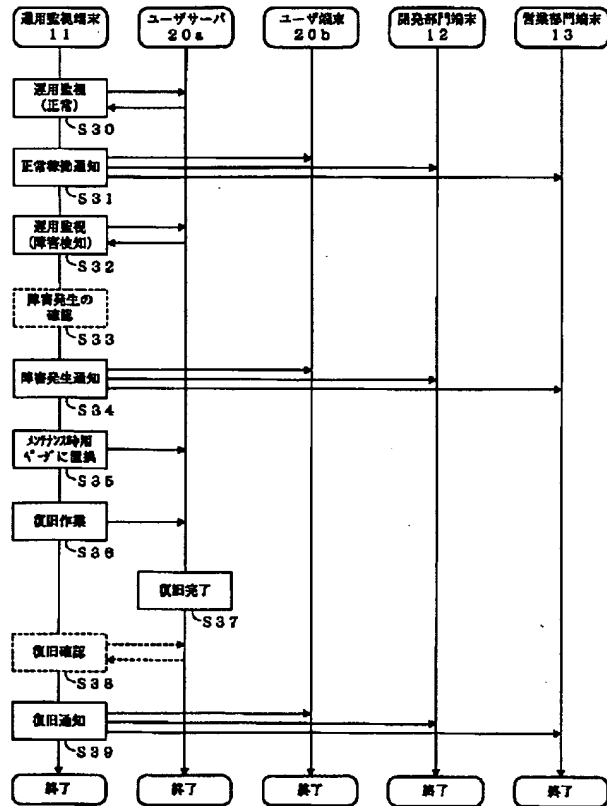 運用監視端末
11
ユーザサーバ
20a
ユーザ端末
20b
開発部門端末
12
営業部門端末
13
運用監視
(正常)
S30
正常稼働通知
S31
運用監視
(障害検知)
S32
障害発生の
確認
S33
障害発生通知
S34
メンテナンス時用
ページに置換
S35
復旧作業
S36
復旧完了
S37
復旧確認
S38
復旧通知
S39
終了
終了
終了
終了
終了